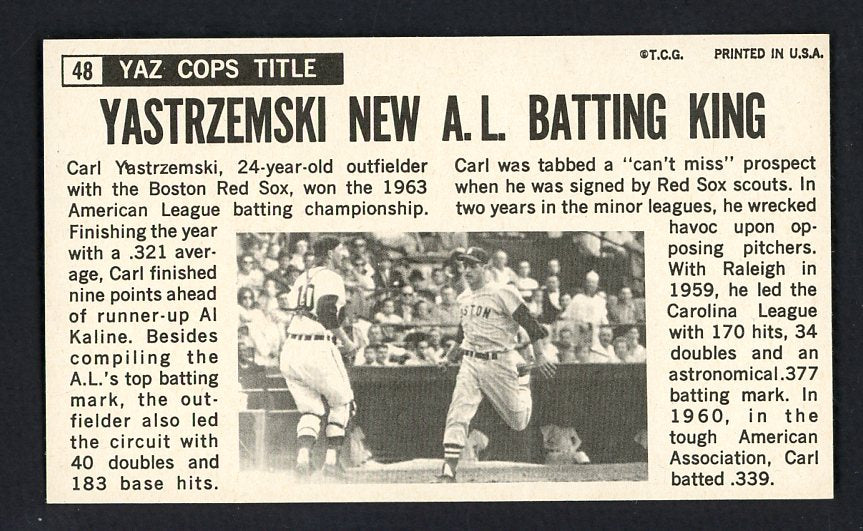 48 YAZ COPS TITLE
©T.C.G. PRINTED IN U.S.A.
YASTRZEMSKI NEW A.L. BATTING KING
Carl Yastrzemski, 24-year-old outfielder
with the Boston Red Sox, won the 1963
American League batting championship.
Finishing the year
with a .321 aver-
age, Carl finished
nine points ahead
of runner-up Al
Kaline. Besides
compiling the
A.L.'s top batting
mark, the out-
fielder also led
the circuit with
40 doubles and
183 base hits.
Carl was tabbed a "can't miss" prospect
when he was signed by Red Sox scouts. In
two years in the minor leagues, he wrecked
havoc upon op-
posing pitchers.
With Raleigh in
1959, he led the
Carolina League
with 170 hits, 34
doubles and an
astronomical .377
batting mark. In
1960, in the
tough American
Association, Carl
batted .339.